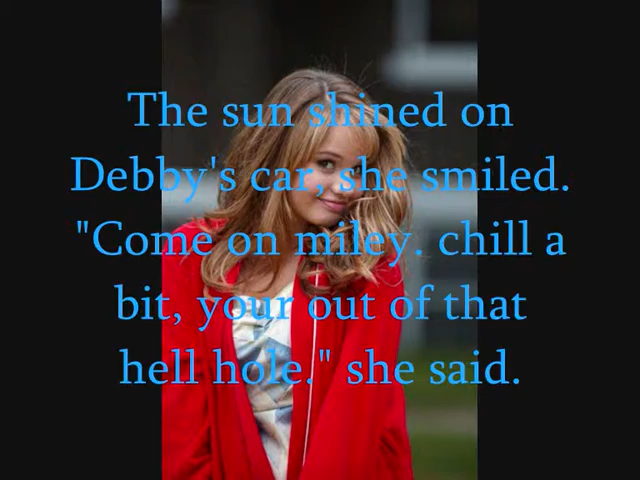 The sun shined on
Debby's car, she smiled.
"Come on miley. chill a
bit, your out of that
hell hole." she said.